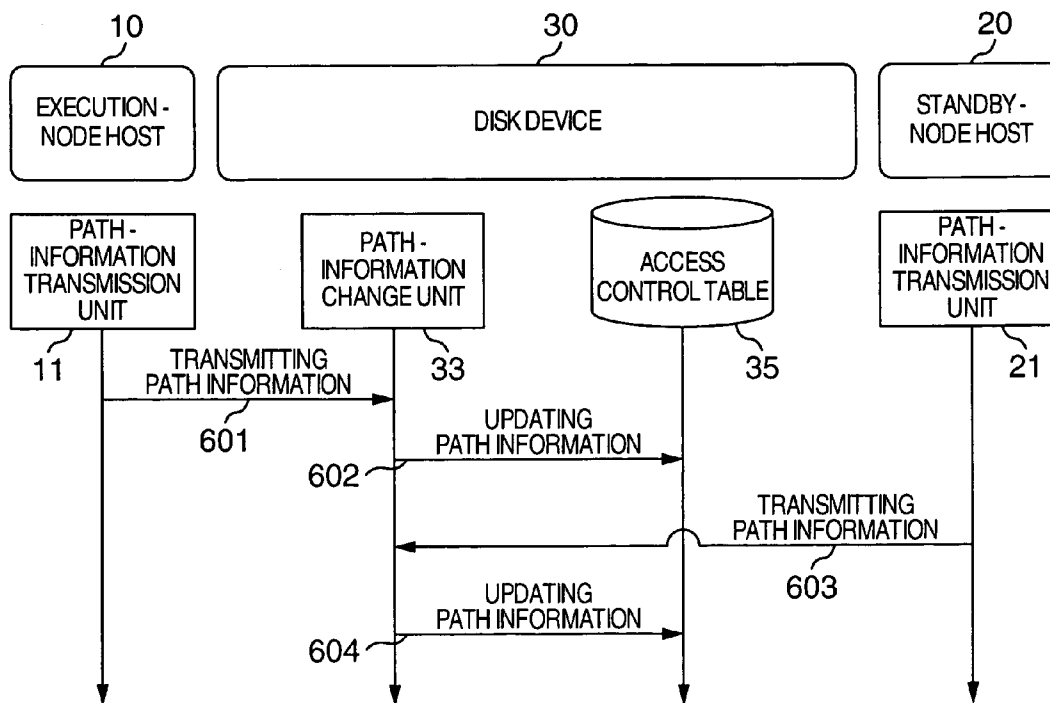 10
30
20
EXECUTION-
NODE HOST
DISK DEVICE
STANDBY-
NODE HOST
PATH-
INFORMATION
TRANSMISSION
UNIT
PATH-
INFORMATION
CHANGE UNIT
ACCESS
CONTROL TABLE
PATH-
INFORMATION
TRANSMISSION
UNIT
11
33
35
21
TRANSMITTING
PATH INFORMATION
601
UPDATING
PATH INFORMATION
602
TRANSMITTING
PATH INFORMATION
603
UPDATING
PATH INFORMATION
604